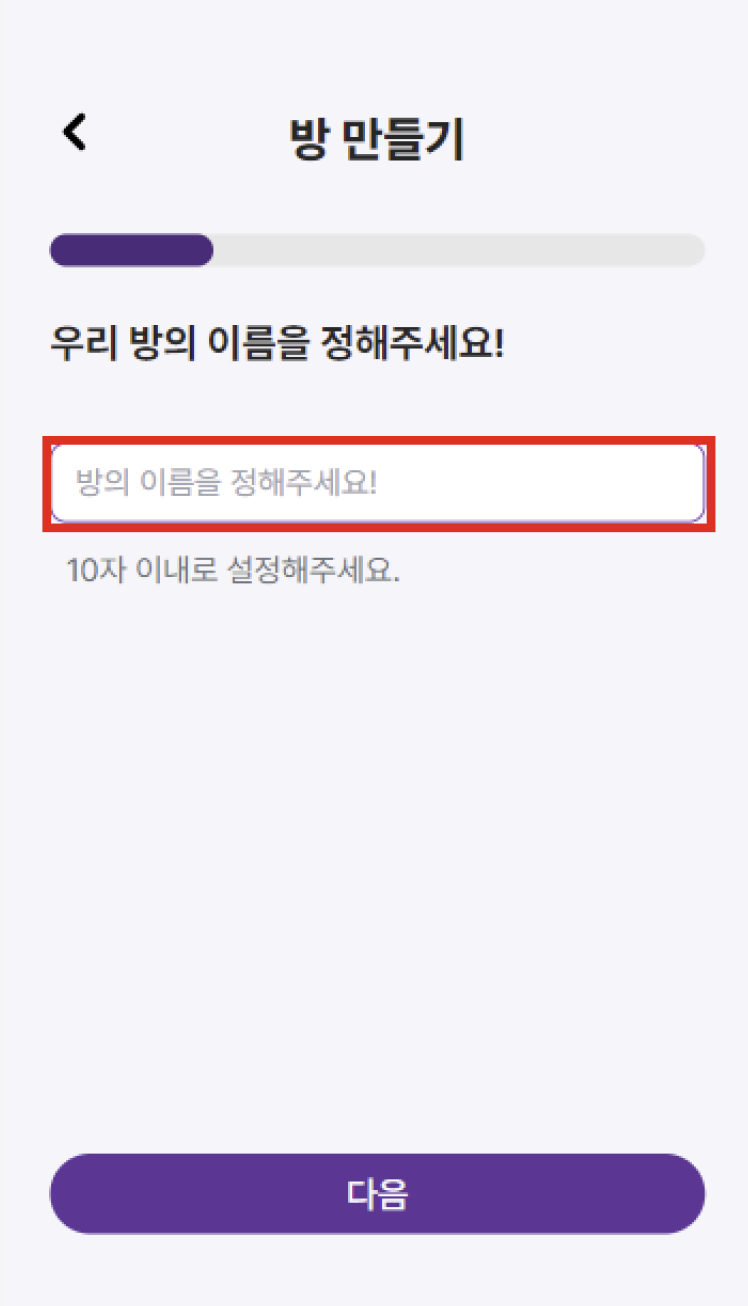 방 만들기
우리 방의 이름을 정해주세요!
방의 이름을 정해주세요!
10자 이내로 설정해주세요.
다음